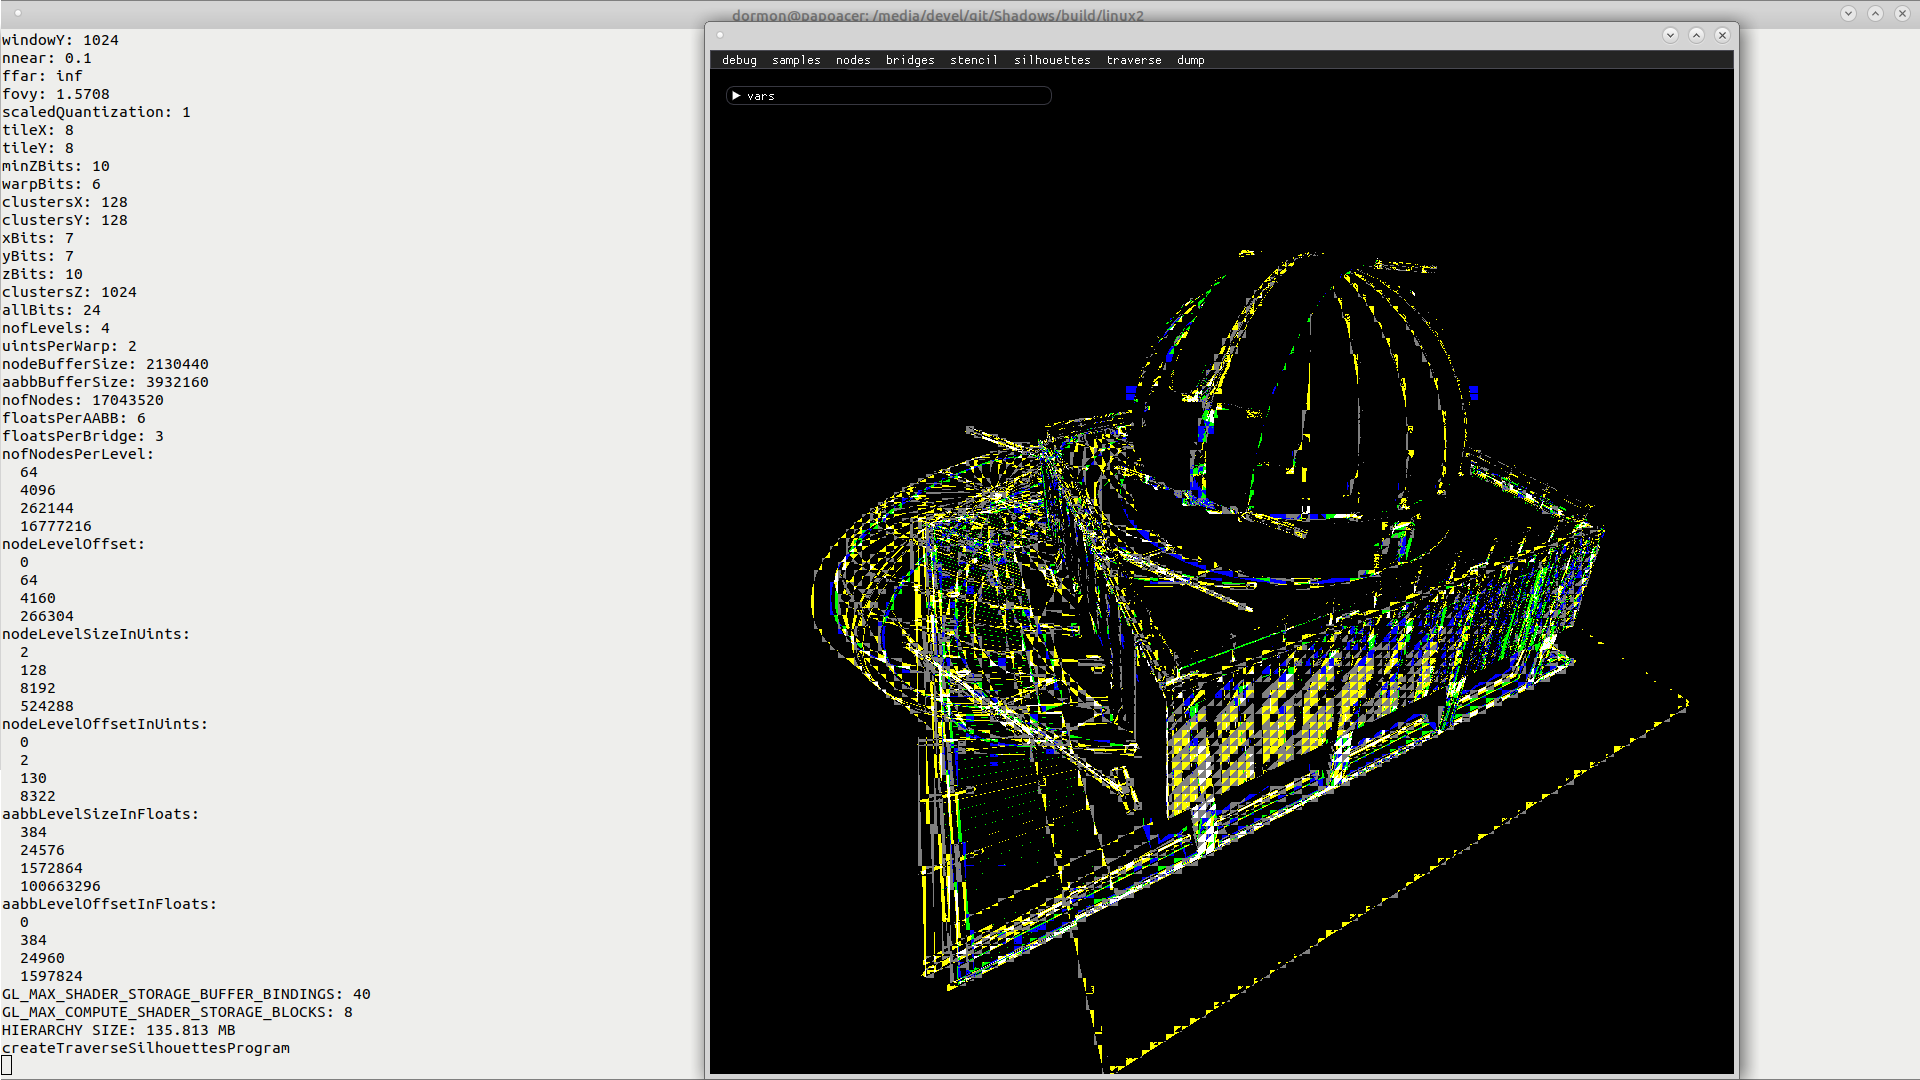 dormon@papoacer: /media/devel/git/Shadows/build/linux2
windowY: 1024
nnear: 0.1
ffar: inf
fovy: 1.5708
scaledQuantization: 1
tileX: 8
tileY: 8
minZBits: 10
warpBits: 6
clustersX: 128
clustersY: 128
xBits: 7
yBits: 7
zBits: 10
clustersZ: 1024
allBits: 24
nofLevels: 4
uintsPerWarp: 2
nodeBufferSize: 2130440
aabbBufferSize: 3932160
nofNodes: 17043520
floatsPerAABB: 6
floatsPerBridge: 3
nofNodesPerLevel:
64
4096
262144
16777216
nodeLevelOffset:
0
64
4160
266304
nodeLevelSizeInUints:
2
128
8192
524288
nodeLevelOffsetInUints:
0
2
130
8322
aabbLevelSizeInFloats:
384
24576
1572864
100663296
aabbLevelOffsetInFloats:
0
384
24960
1597824
GL_MAX_SHADER_STORAGE_BUFFER_BINDINGS: 40
GL_MAX_COMPUTE_SHADER_STORAGE_BLOCKS: 8
HIERARCHY SIZE: 135.813 MB
createTraverseSilhouettesProgram
debug samples nodes bridges stencil silhouettes traverse dump
vars